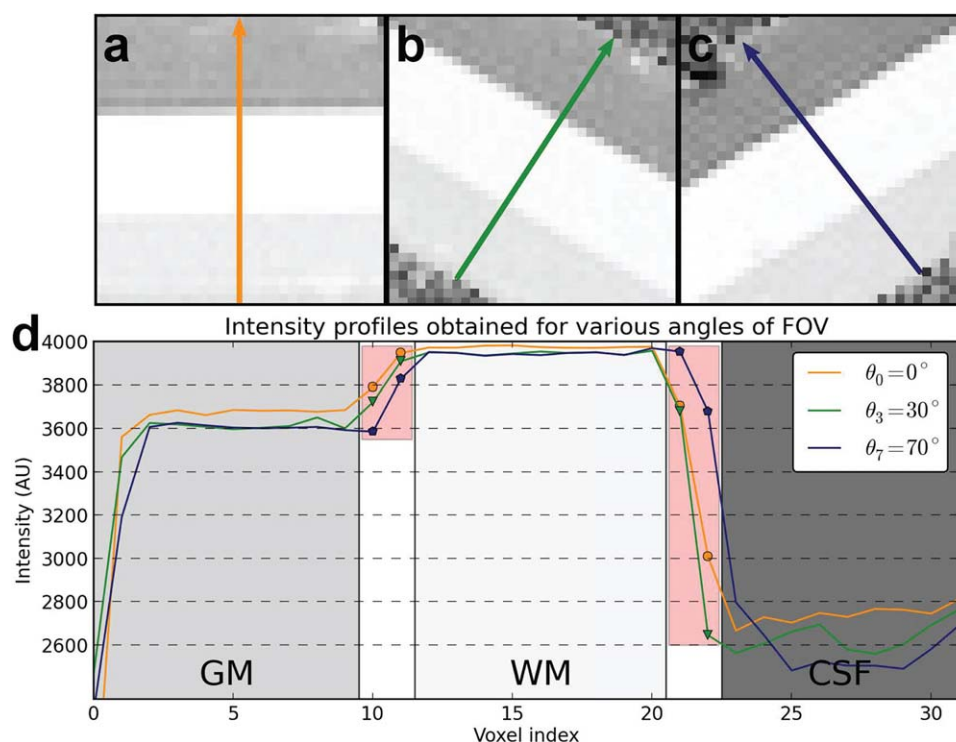 a
b
c
d
Intensity profiles obtained for various angles of FOV
Intensity (AU)
4000
3800
3600
3400
3200
3000
2800
2600
θ₀=0°
θ₃=30°
θ₇=70°
GM
WM
CSF
0
5
10
15
20
25
30
Voxel index